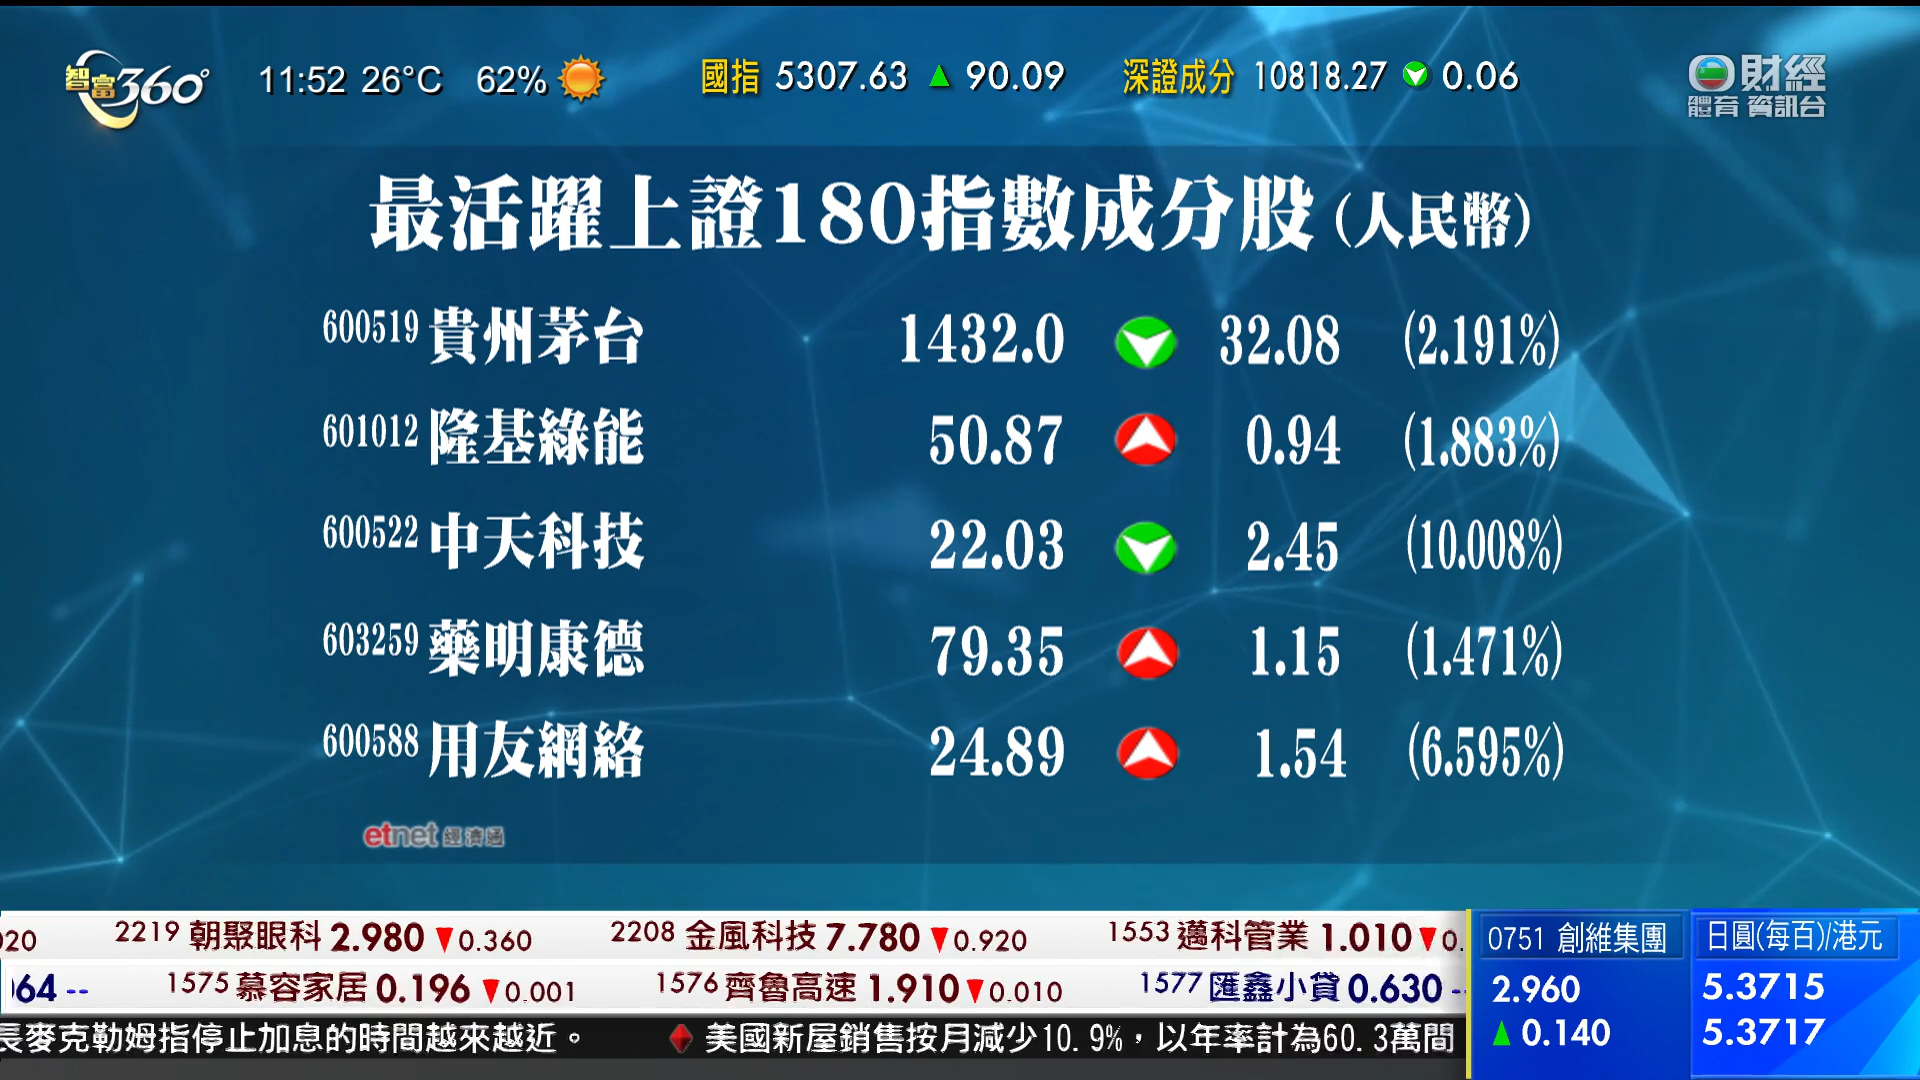 智富360° 11:52 26°C 62% 國指 5307.63 ▲ 90.09 深證成分 10818.27 0.06 財經
體育 資訊台
最活躍上證180指數成分股 (人民幣)
600519 貴州茅台 1432.0 32.08 (2.191%)
601012 隆基綠能 50.87 0.94 (1.883%)
600522 中天科技 22.03 2.45 (10.008%)
603259 藥明康德 79.35 1.15 (1.471%)
600588 用友網絡 24.89 1.54 (6.595%)
etnet 經濟通
020 2219 朝聚眼科 2.980 ▼0.360 2208 金風科技 7.780 ▼0.920 1553 邁科管業 1.010 ▼0.
064 -- 1575 慕容家居 0.196 ▼0.001 1576 齊魯高速 1.910 ▼0.010 1577 匯鑫小貸 0.630 --
長麥克勒姆指停止加息的時間越來越近。 美國新屋銷售按月減少10.9%，以年率計為60.3萬間
0751 創維集團
2.960
▲ 0.140
日圓(每百)/港元
5.3715
5.3717